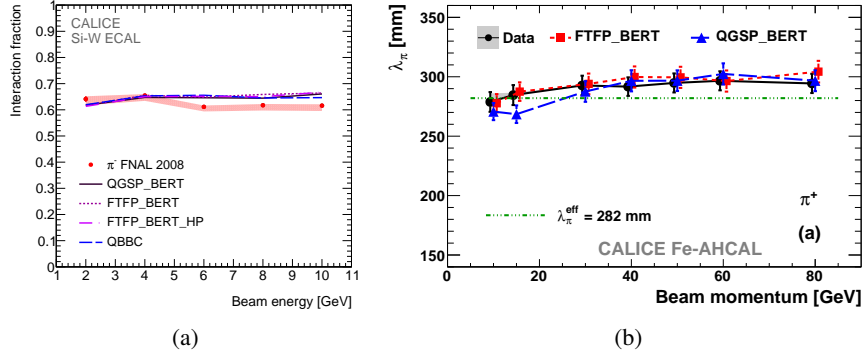 CALICE
Si-W ECAL
Interaction fraction
1
0.9
0.8
0.7
0.6
0.5
0.4
0.3
0.2
0.1
0
π⁻ FNAL 2008
QGSP_BERT
FTFP_BERT
FTFP_BERT_HP
QBBC
1 2 3 4 5 6 7 8 9 10 11
Beam energy [GeV]
(a)
λπ [mm]
350
300
250
200
150
Data FTFP_BERT QGSP_BERT
π⁺
λπ^eff = 282 mm
(a)
CALICE Fe-AHCAL
0 20 40 60 80
Beam momentum [GeV]
(b)